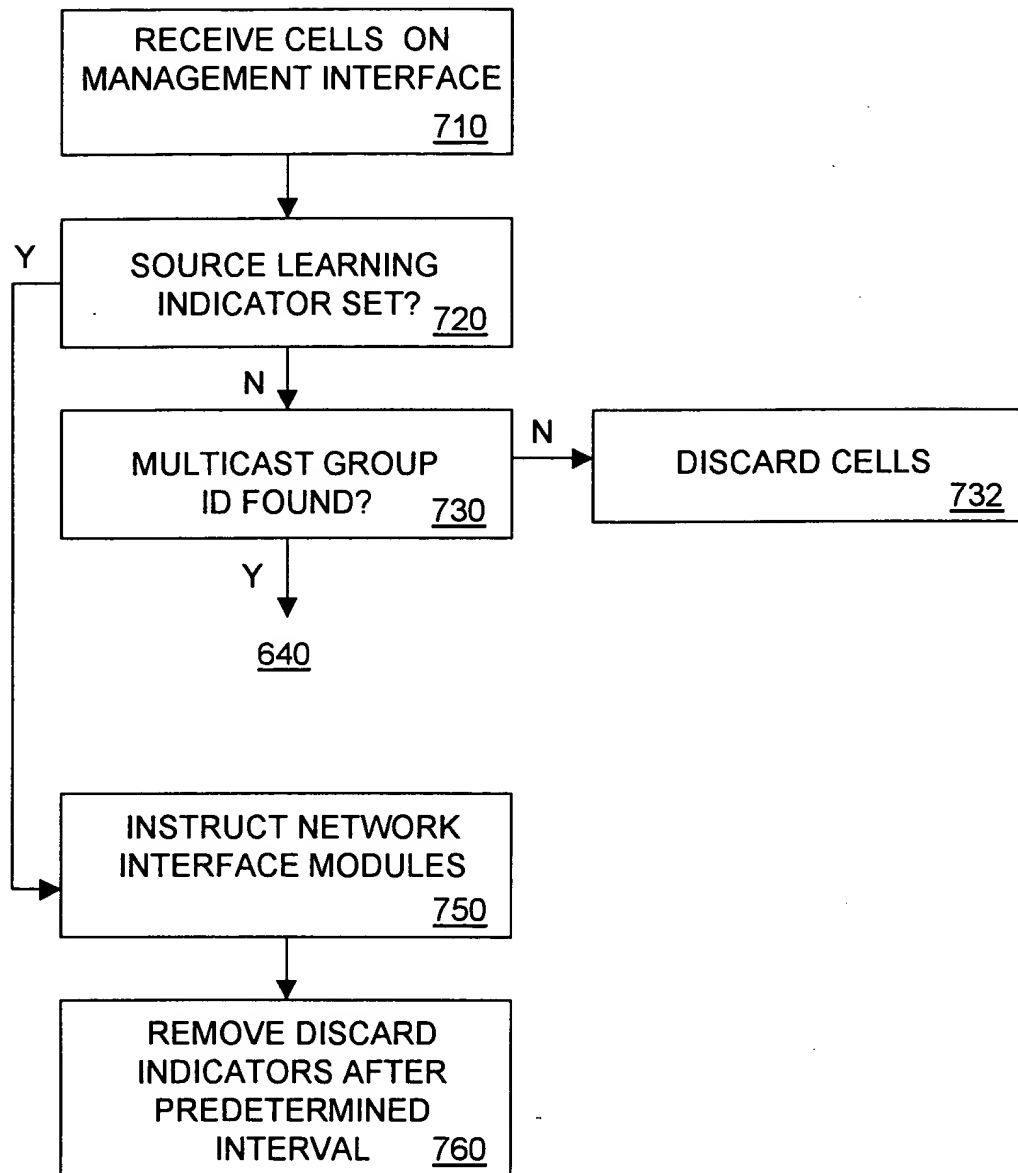 RECEIVE CELLS ON
MANAGEMENT INTERFACE
710
Y
SOURCE LEARNING
INDICATOR SET?
720
N
MULTICAST GROUP
ID FOUND?
730
N
DISCARD CELLS
732
Y
640
INSTRUCT NETWORK
INTERFACE MODULES
750
REMOVE DISCARD
INDICATORS AFTER
PREDETERMINED
INTERVAL
760